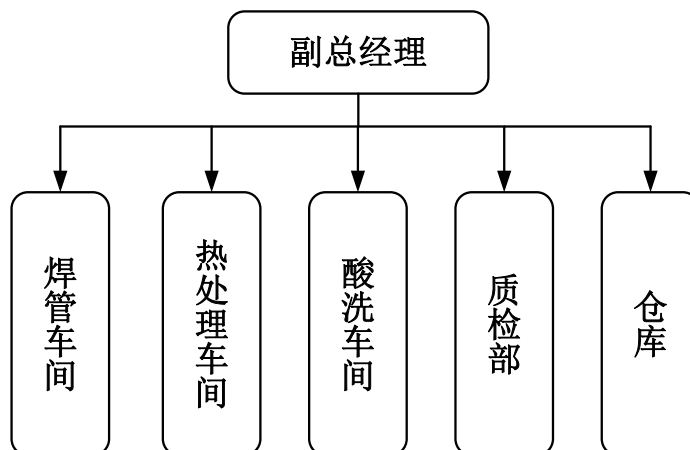 副总经理
焊管车间
热处理车间
酸洗车间
质检部
仓库